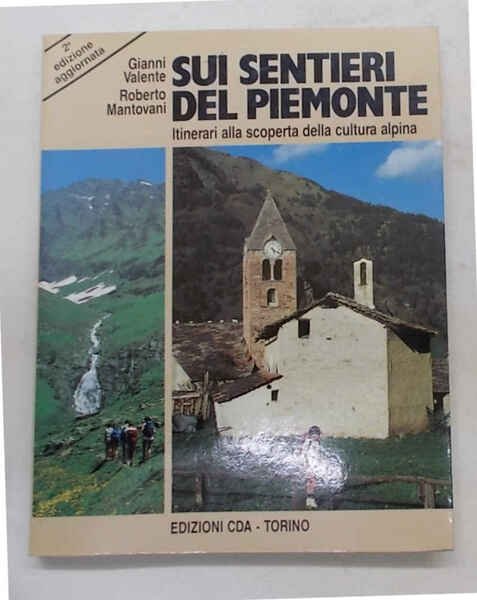 2ª
edizione
aggiornata
Gianni
Valente
Roberto
Mantovani
SUI SENTIERI
DEL PIEMONTE
Itinerari alla scoperta della cultura alpina
EDIZIONI CDA - TORINO